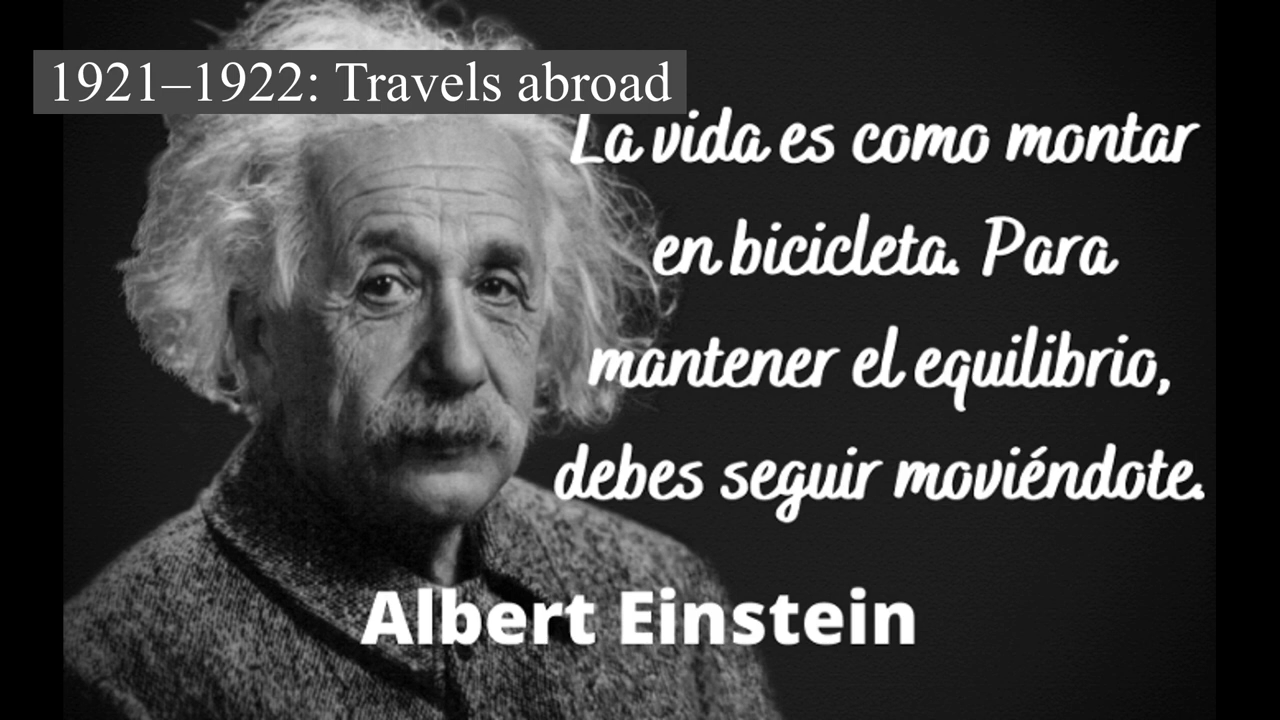 1921–1922: Travels abroad
La vida es como montar
en bicicleta. Para
mantener el equilibrio,
debes seguir moviéndote.
Albert Einstein